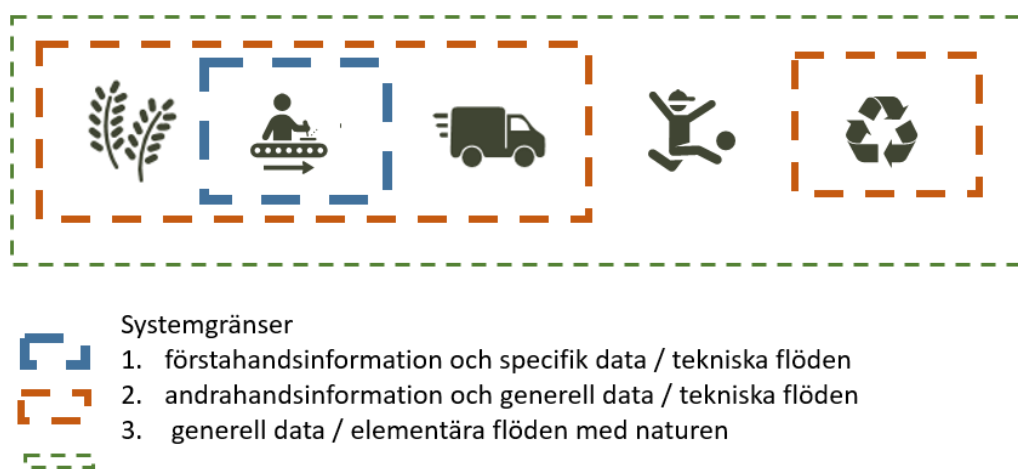 Systemgränser
1. förstahandsinformation och specifik data / tekniska flöden
2. andrahandsinformation och generell data / tekniska flöden
3. generell data / elementära flöden med naturen